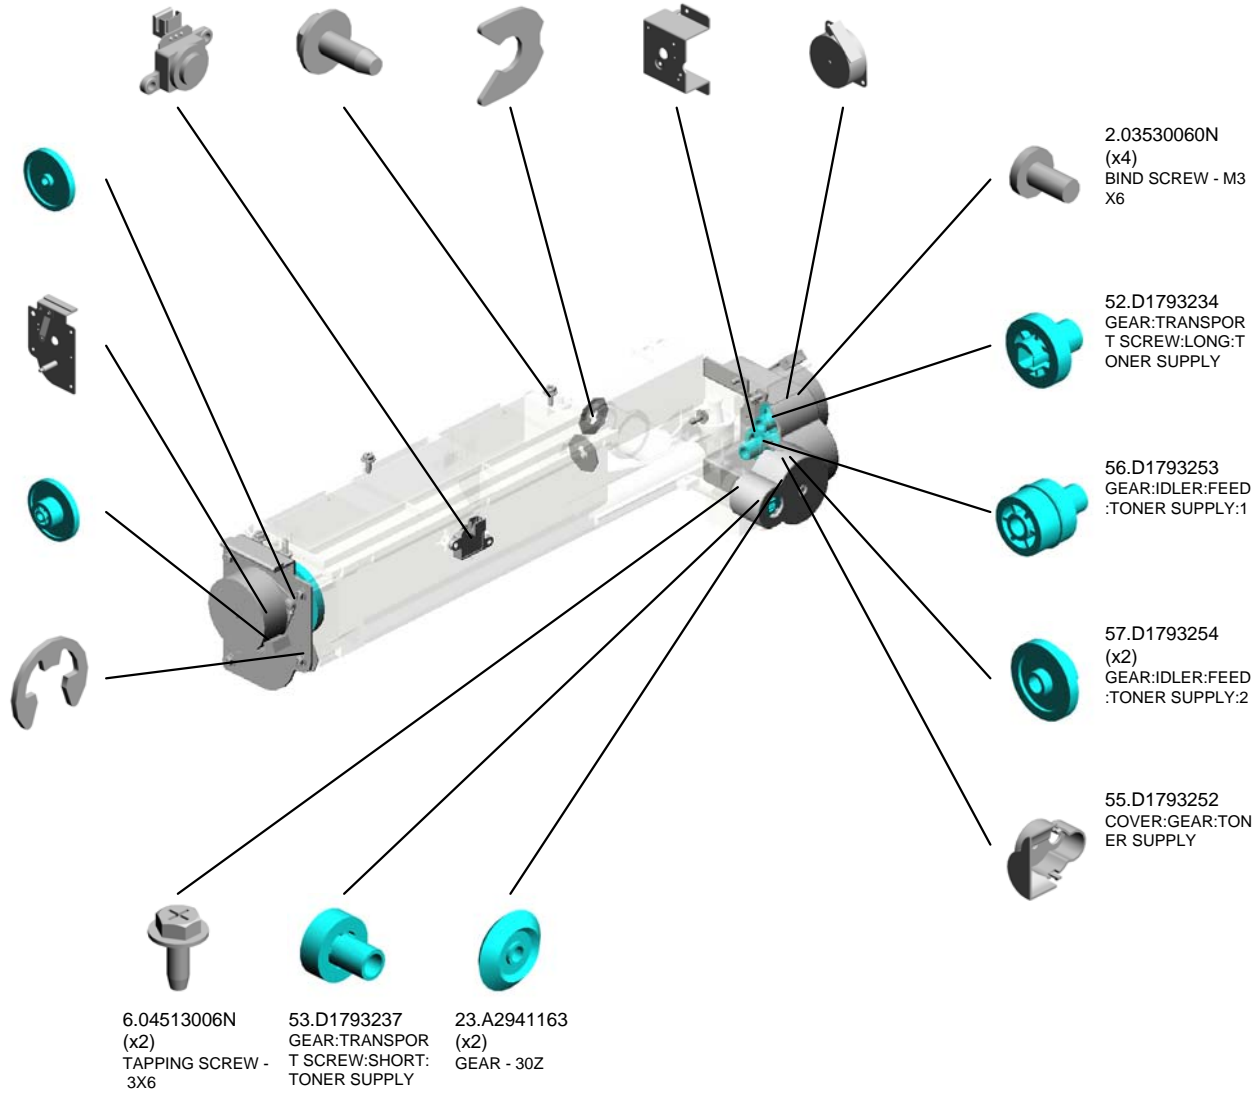 2.03530060N
(x4)
BIND SCREW - M3
X6
52.D1793234
GEAR:TRANSPOR
T SCREW:LONG:T
ONER SUPPLY
56.D1793253
GEAR:IDLER:FEED
:TONER SUPPLY:1
57.D1793254
(x2)
GEAR:IDLER:FEED
:TONER SUPPLY:2
55.D1793252
COVER:GEAR:TON
ER SUPPLY
6.04513006N
(x2)
TAPPING SCREW -
3X6
53.D1793237
GEAR:TRANSPOR
T SCREW:SHORT:
TONER SUPPLY
23.A2941163
(x2)
GEAR - 30Z